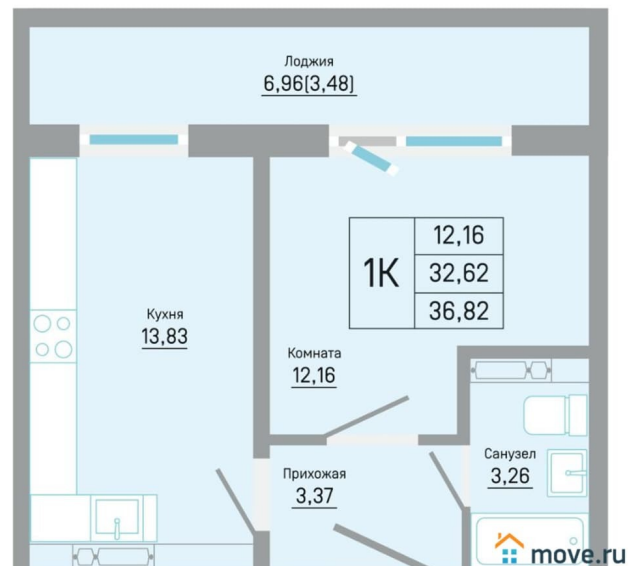 Лоджия
6,96(3,48)
1К
12,16
32,62
36,82
Кухня
13,83
Комната
12,16
Санузел
3,26
Прихожая
3,37
move.ru